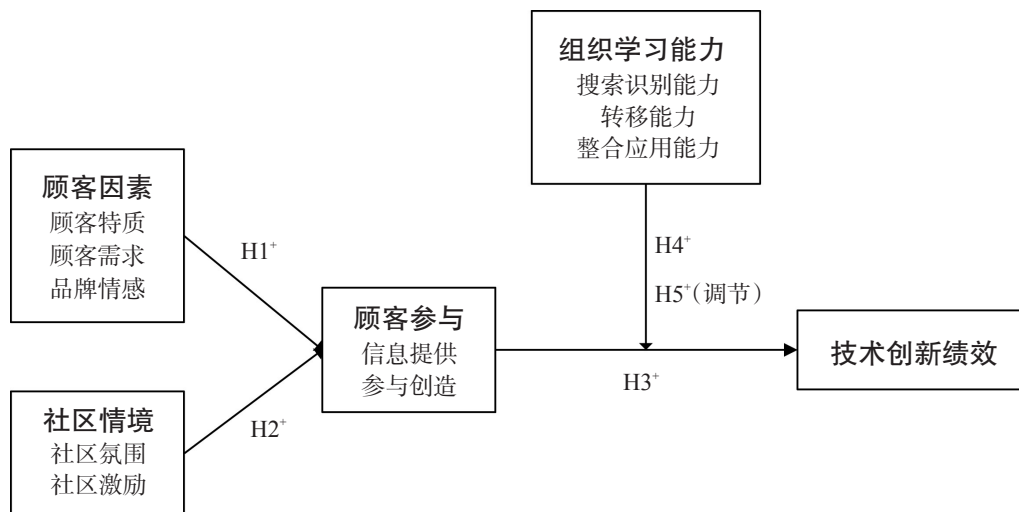 组织学习能力
搜索识别能力
转移能力
整合应用能力
顾客因素
顾客特质
顾客需求
品牌情感
H1⁺
H4⁺
H5⁺(调节)
顾客参与
信息提供
参与创造
技术创新绩效
H3⁺
社区情境
社区氛围
社区激励
H2⁺